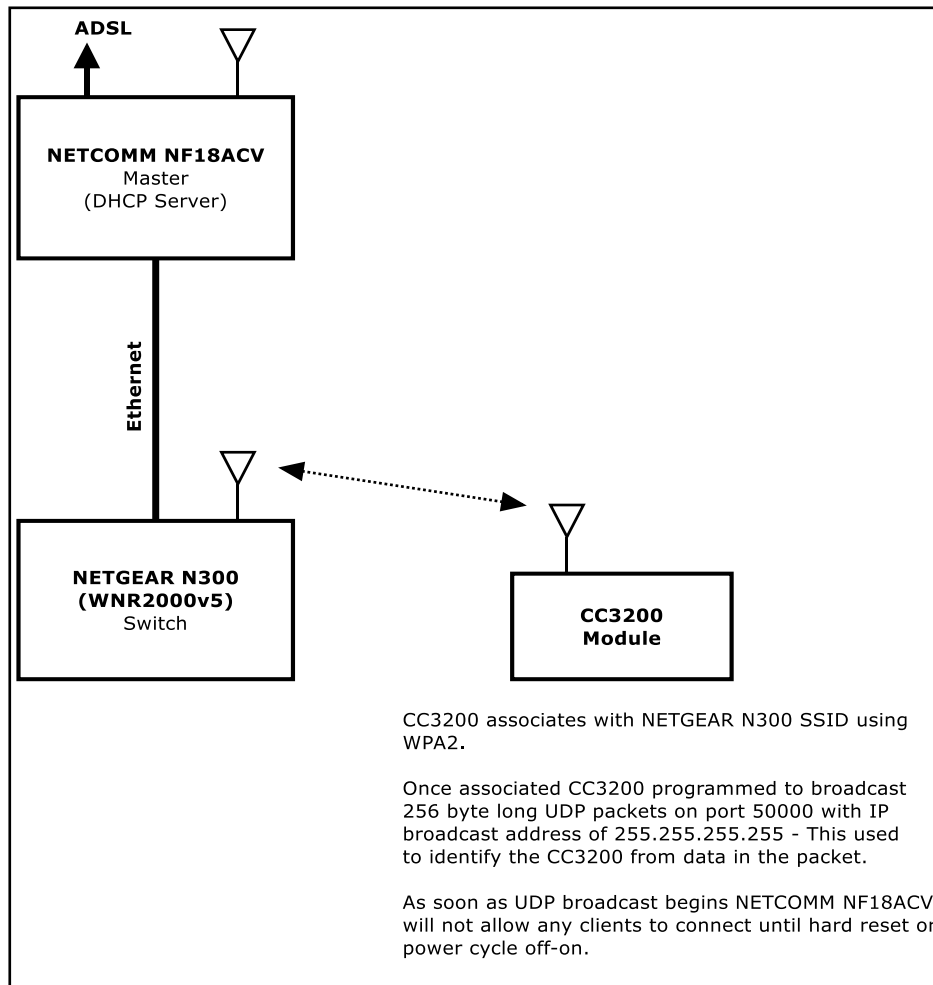 ADSL
NETCOMM NF18ACV
Master
(DHCP Server)
Ethernet
NETGEAR N300
(WNR2000v5)
Switch
CC3200
Module
CC3200 associates with NETGEAR N300 SSID using
WPA2.
Once associated CC3200 programmed to broadcast
256 byte long UDP packets on port 50000 with IP
broadcast address of 255.255.255.255 - This used
to identify the CC3200 from data in the packet.
As soon as UDP broadcast begins NETCOMM NF18ACV
will not allow any clients to connect until hard reset or
power cycle off-on.